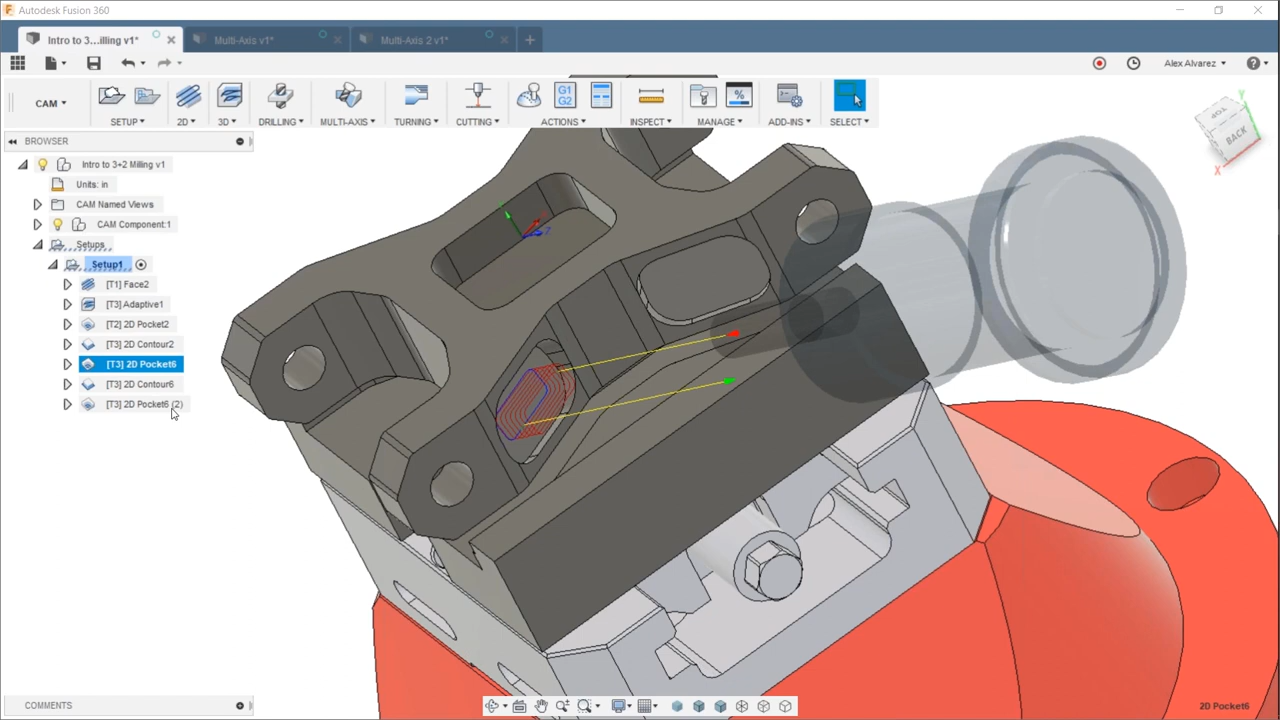 Autodesk Fusion 360
Intro to 3...illing v1*
Multi-Axis v1*
Multi-Axis 2 v1*
Alex Alvarez
CAM
G1
G2
%
SETUP
2D
3D
DRILLING
MULTI-AXIS
TURNING
CUTTING
ACTIONS
INSPECT
MANAGE
ADD-INS
SELECT
BROWSER
Intro to 3+2 Milling v1
Units: in
CAM Named Views
CAM Component:1
Setups
Setup1
[T1] Face2
[T3] Adaptive1
[T2] 2D Pocket2
[T3] 2D Contour2
[T3] 2D Pocket6
[T3] 2D Contour6
[T3] 2D Pocket6 (2)
BACK
Y
X
Z
COMMENTS
2D Pocket6